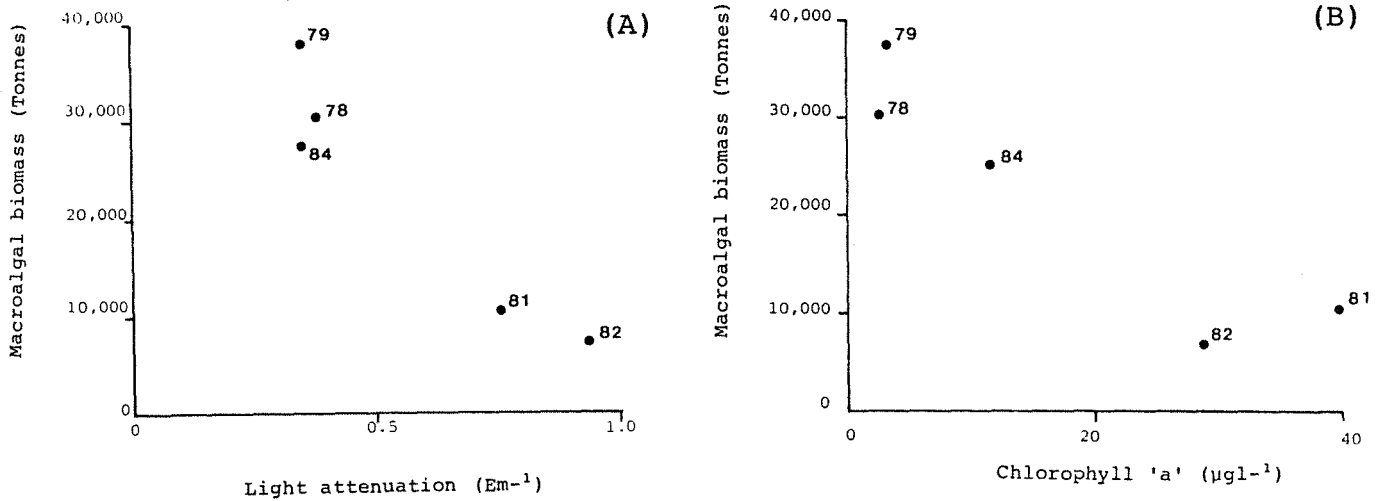 (A)
Macroalgal biomass (Tonnes)
40,000
30,000
20,000
10,000
0
79
78
84
81
82
0 0.5 1.0
Light attenuation (Em-1)
(B)
Macroalgal biomass (Tonnes)
40,000
30,000
20,000
10,000
0
79
78
84
81
82
0 20 40
Chlorophyll 'a' (μgl-1)